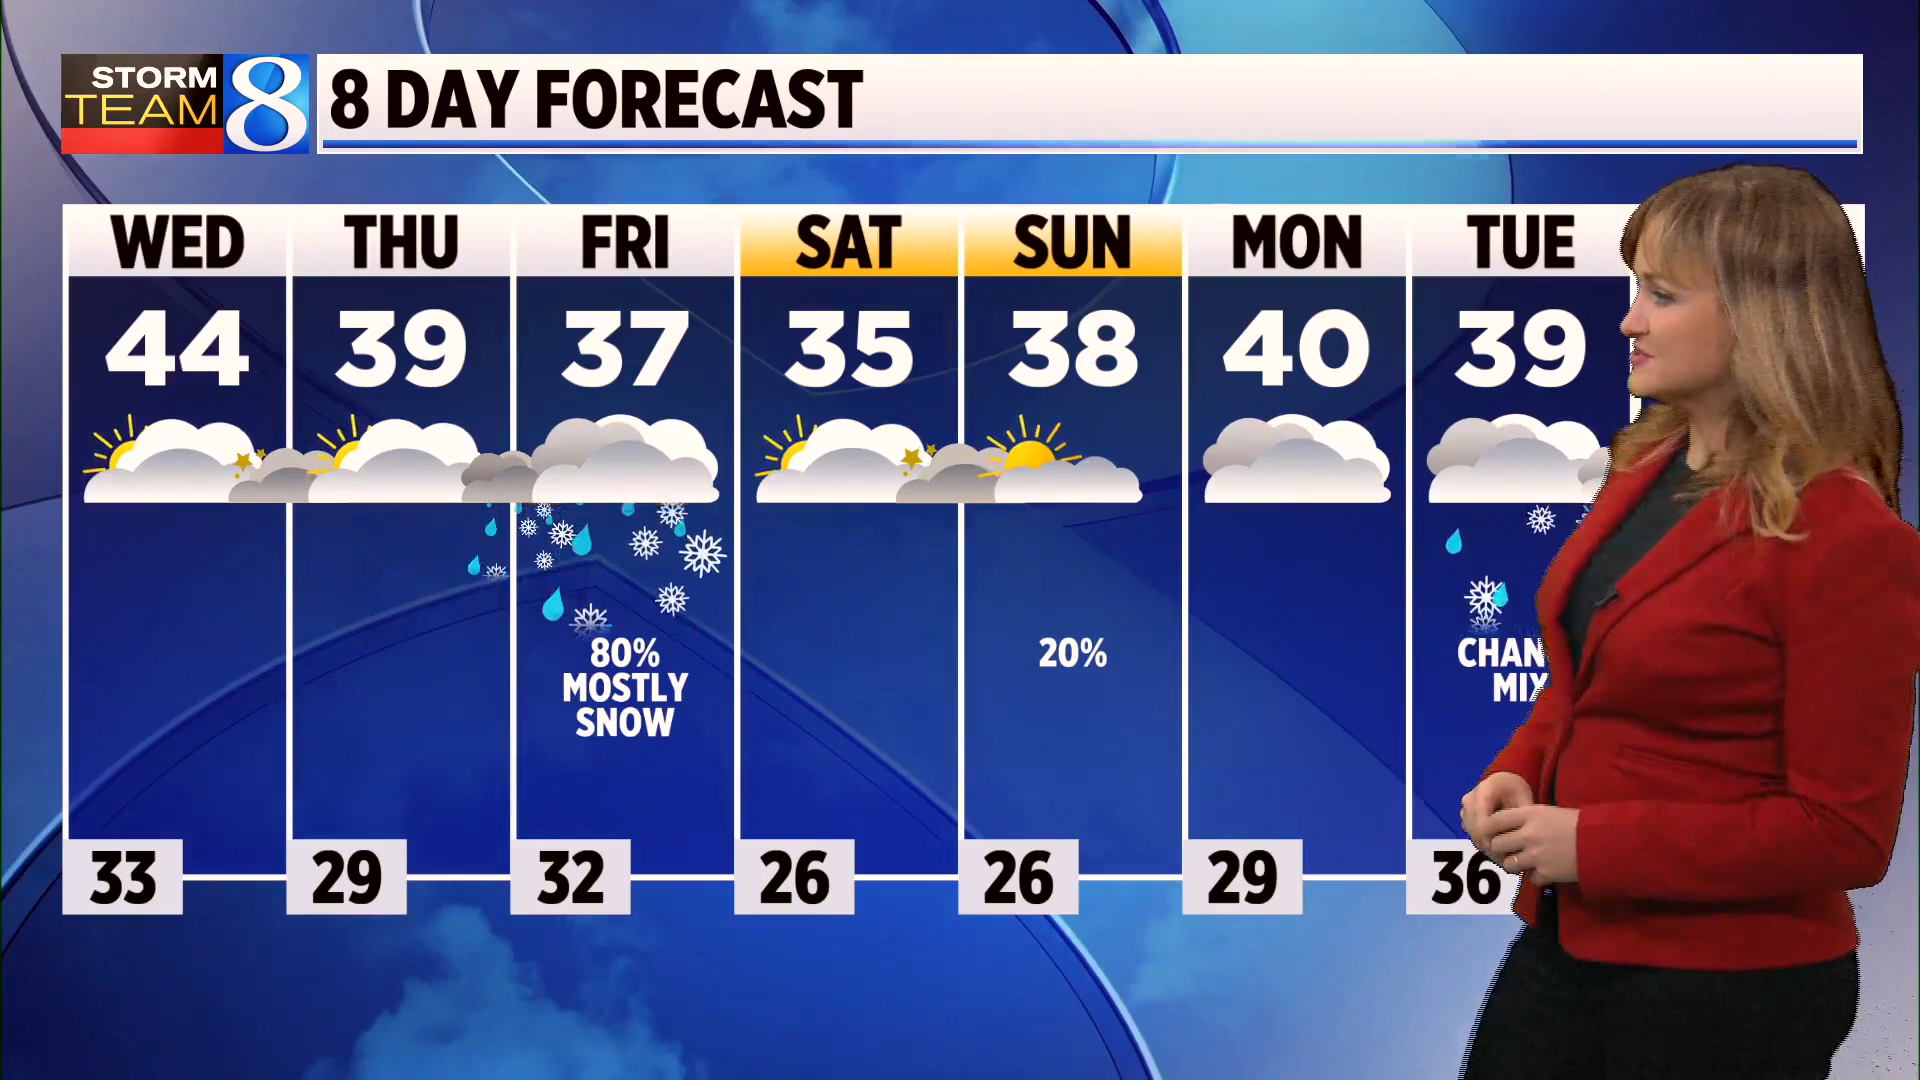 STORM
TEAM
8
8 DAY FORECAST
WED THU FRI SAT SUN MON TUE
44 39 37 35 38 40 39
80%
MOSTLY
SNOW
20%
33 29 32 26 26 29 36